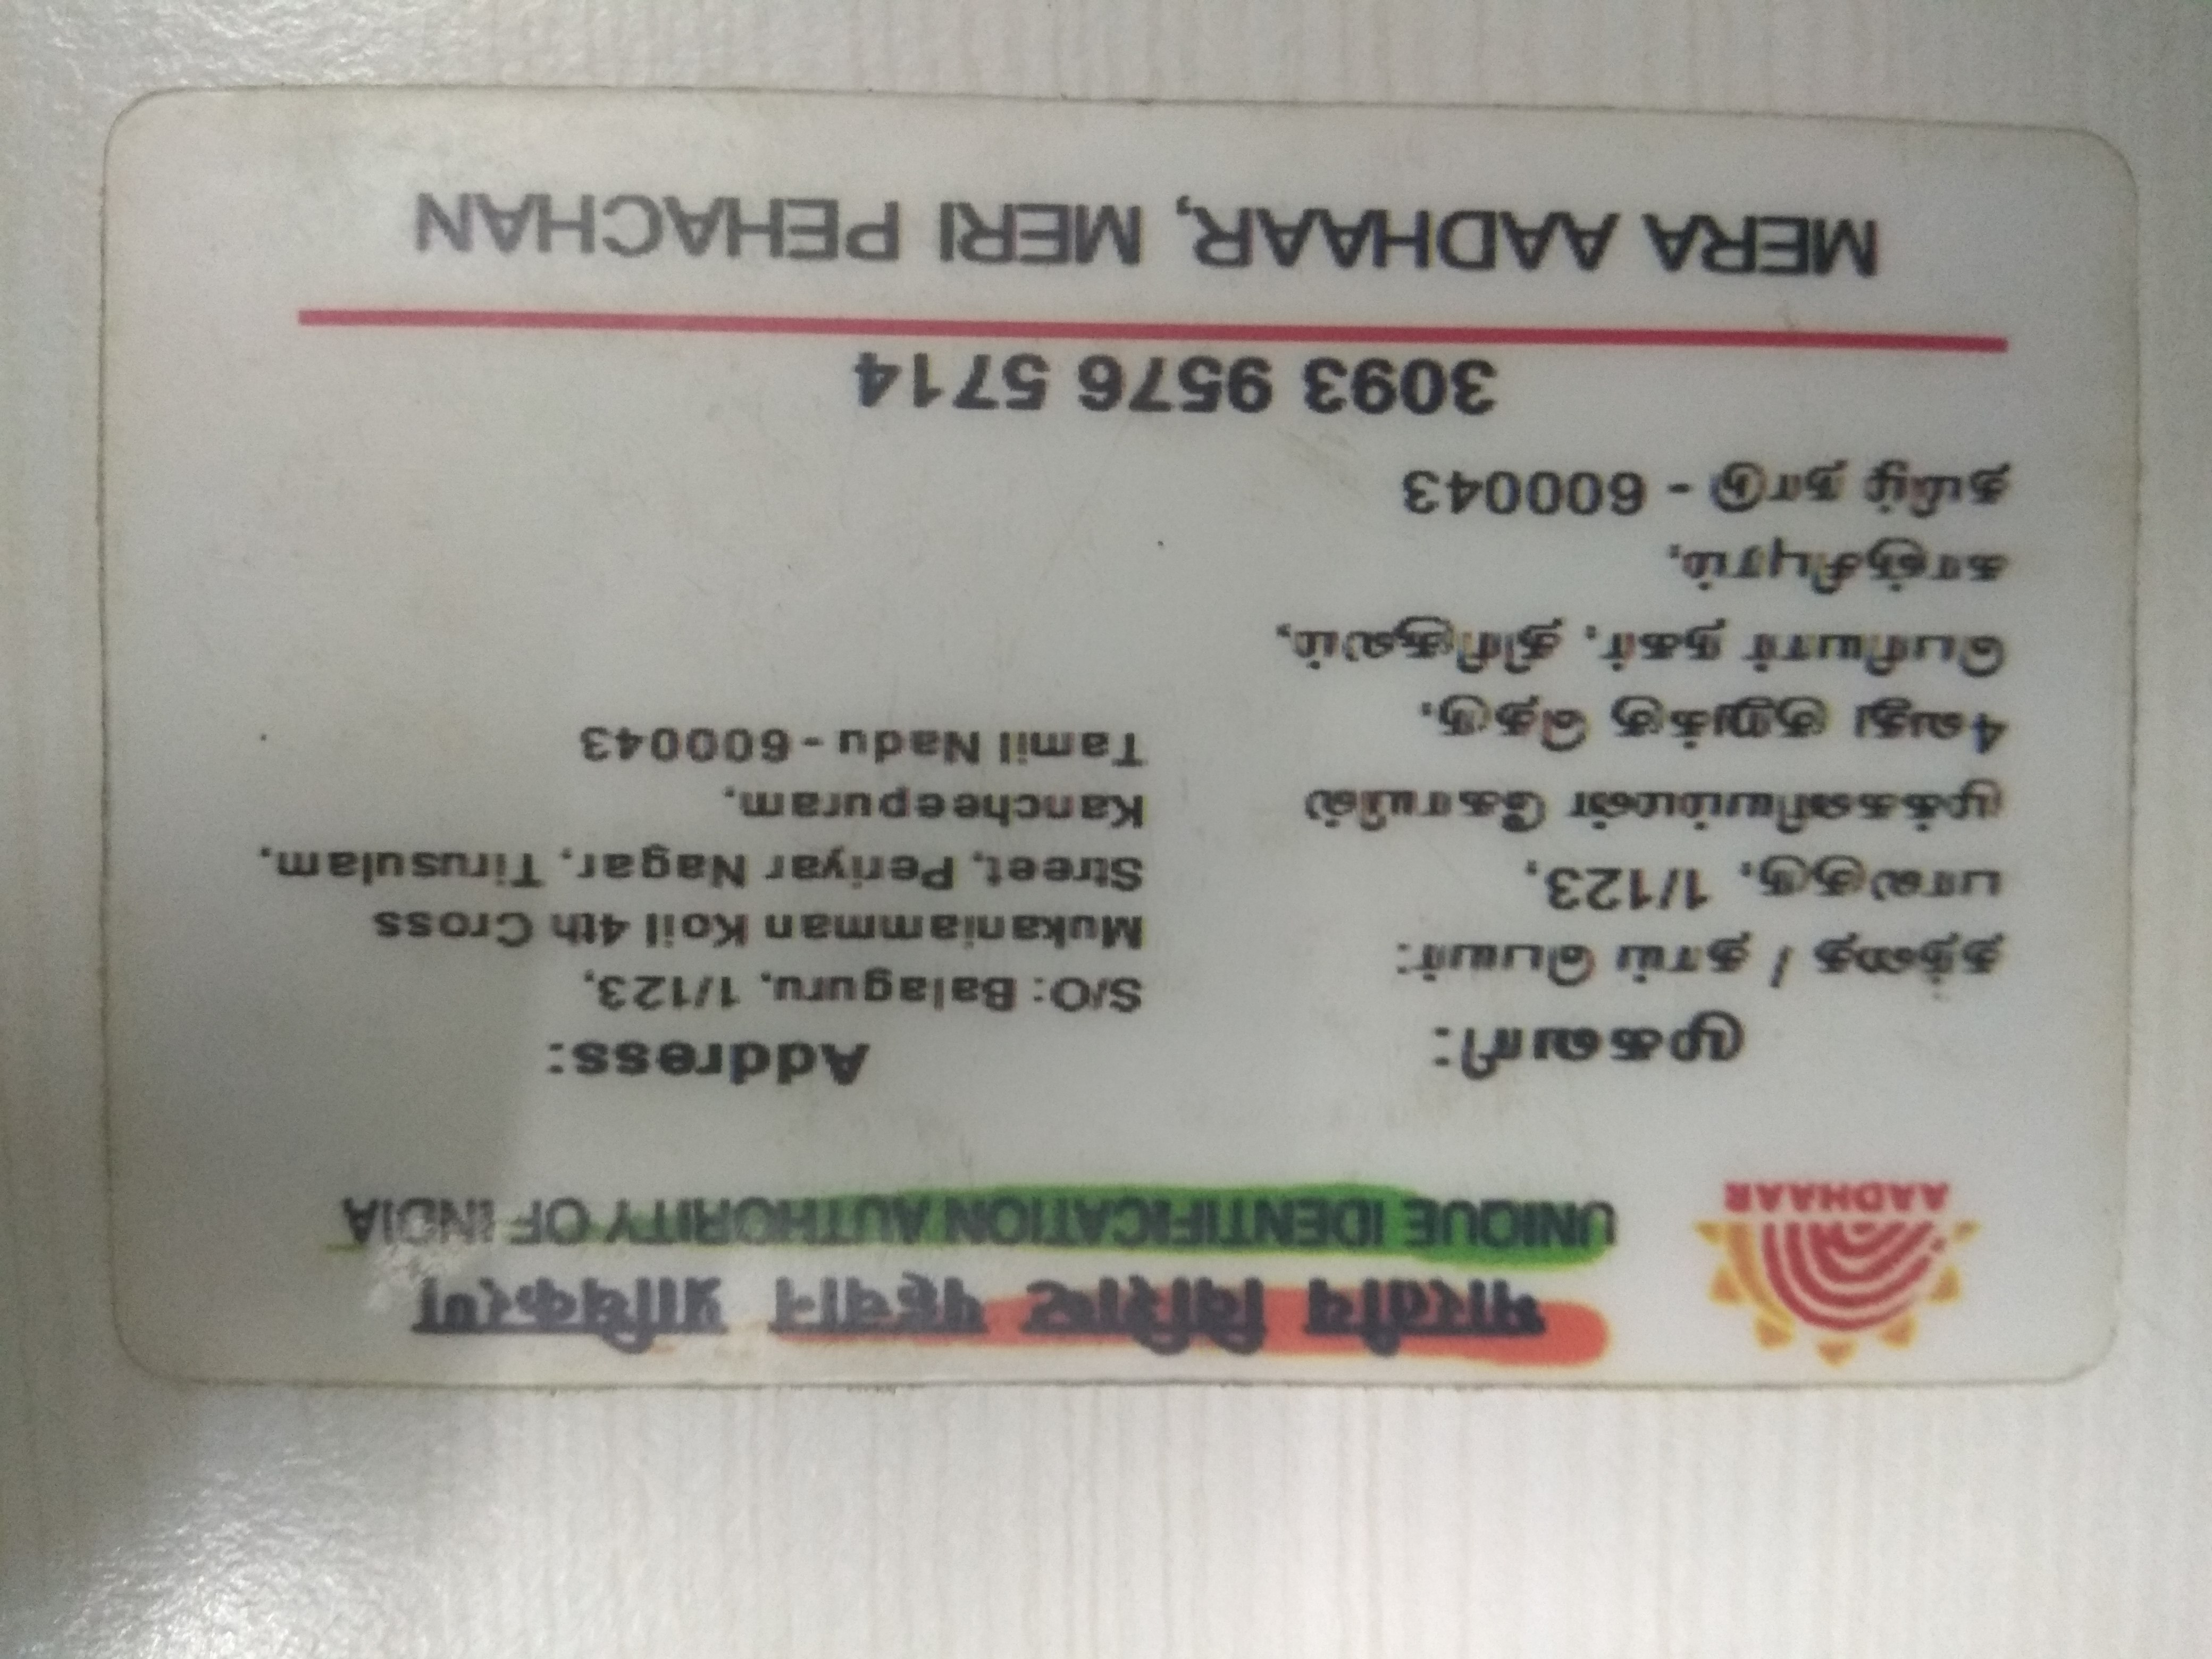 भारतीय विशिष्ट पहचान प्राधिकरण
UNIQUE IDENTIFICATION AUTHORITY OF INDIA
AADHAAR
முகவரி:
தந்தை / தாய் பெயர்:
பாலகுரு, 1/123,
முக்கணியம்மன் கோயில்
4வது குறுக்கு தெரு,
பெரியார் நகர், திரிசூலம்,
காஞ்சிபுரம்,
தமிழ் நாடு - 600043
Address:
S/O: Balaguru, 1/123,
Mukaniamman Koil 4th Cross
Street, Periyar Nagar, Tirusulam,
Kancheepuram,
Tamil Nadu - 600043
3093 9576 5714
MERA AADHAAR, MERI PEHACHAN